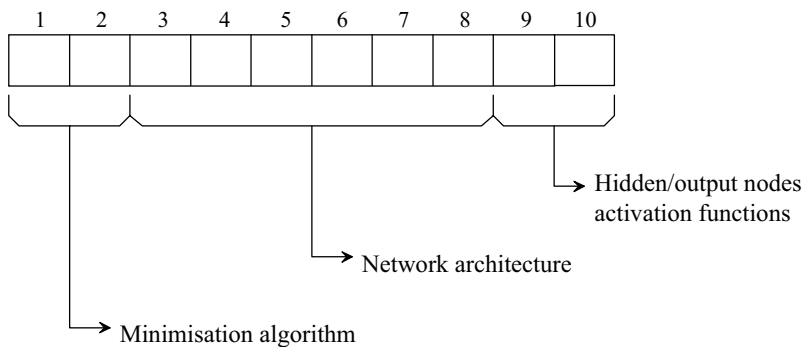 1 2 3 4 5 6 7 8 9 10
Hidden/output nodes
activation functions
Network architecture
Minimisation algorithm